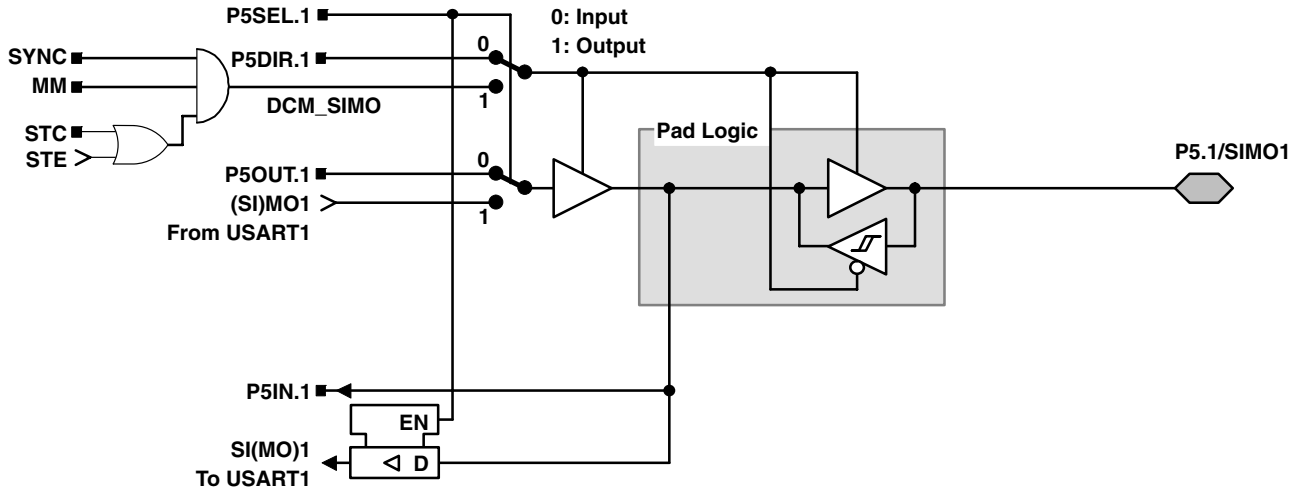 P5SEL.1
0: Input
1: Output
SYNC
MM
STC
STE
P5DIR.1
0
1
DCM_SIMO
P5OUT.1
0
1
(SI)MO1
From USART1
Pad Logic
P5.1/SIMO1
P5IN.1
EN
D
SI(MO)1
To USART1